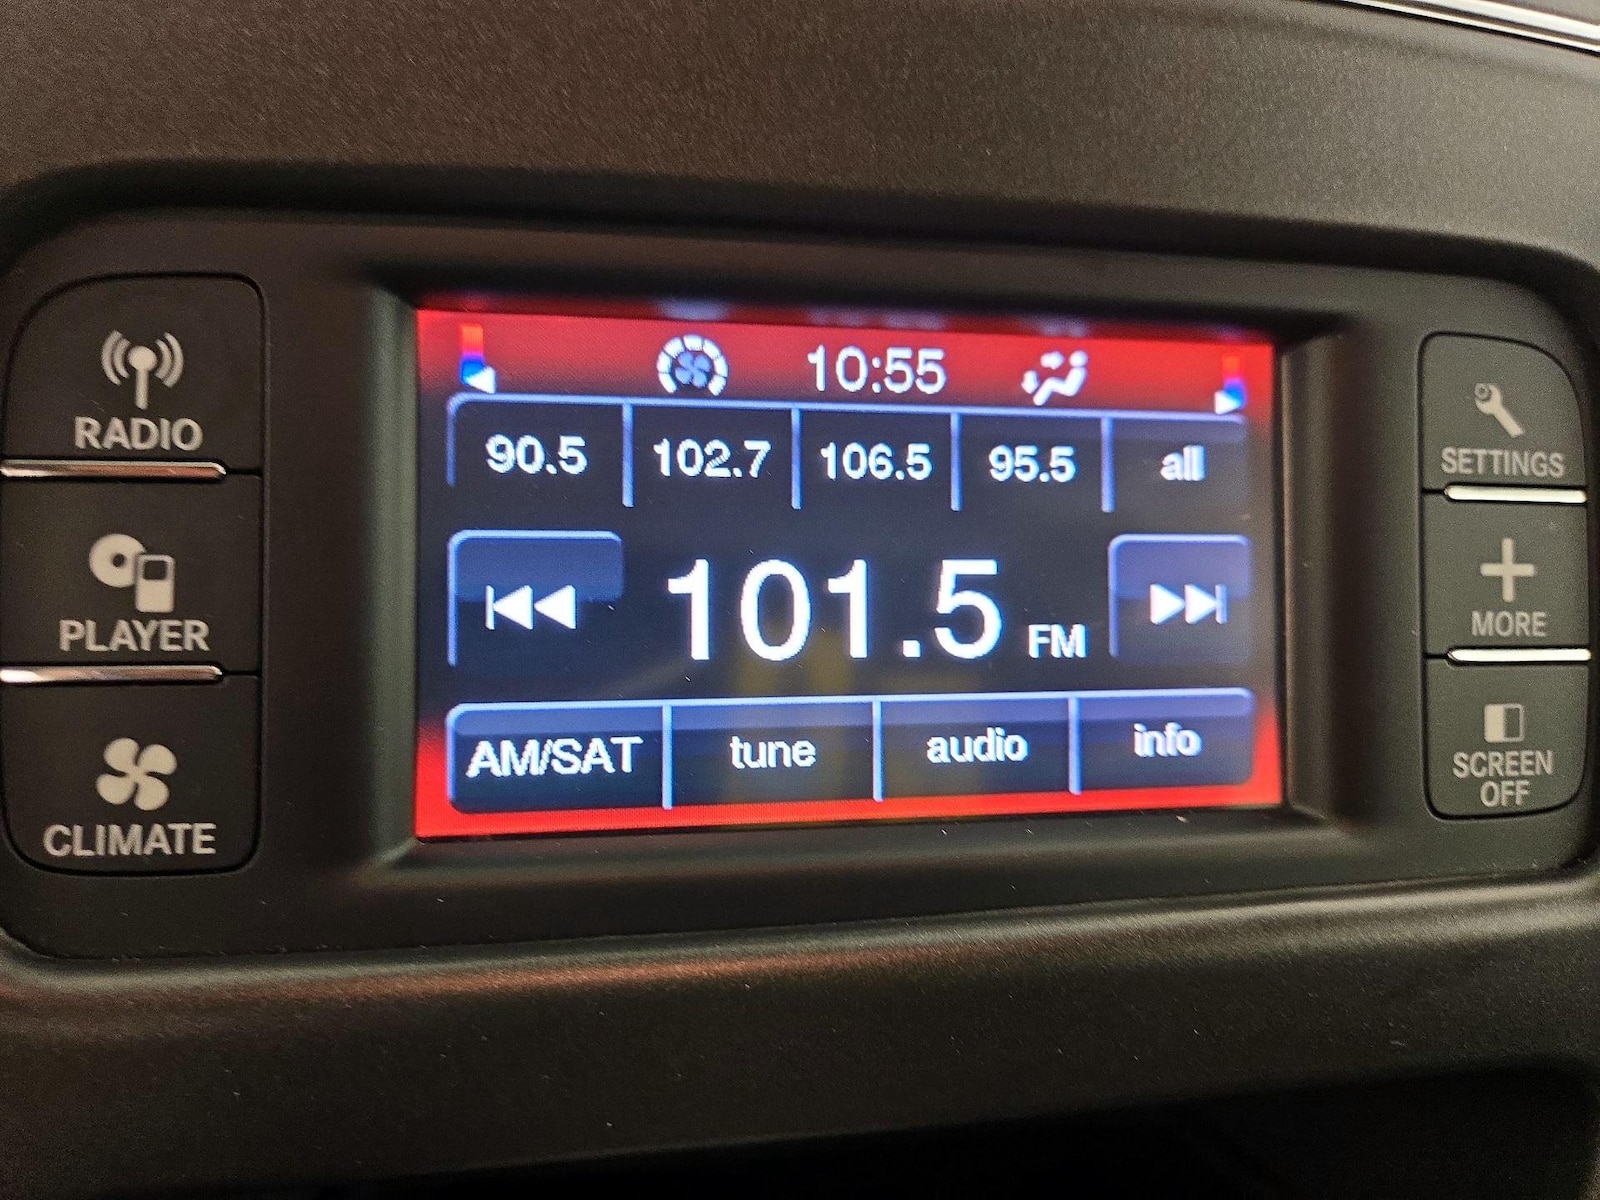 10:55
90.5 102.7 106.5 95.5 all
101.5 FM
AM/SAT tune audio info
RADIO
PLAYER
CLIMATE
SETTINGS
MORE
SCREEN
OFF